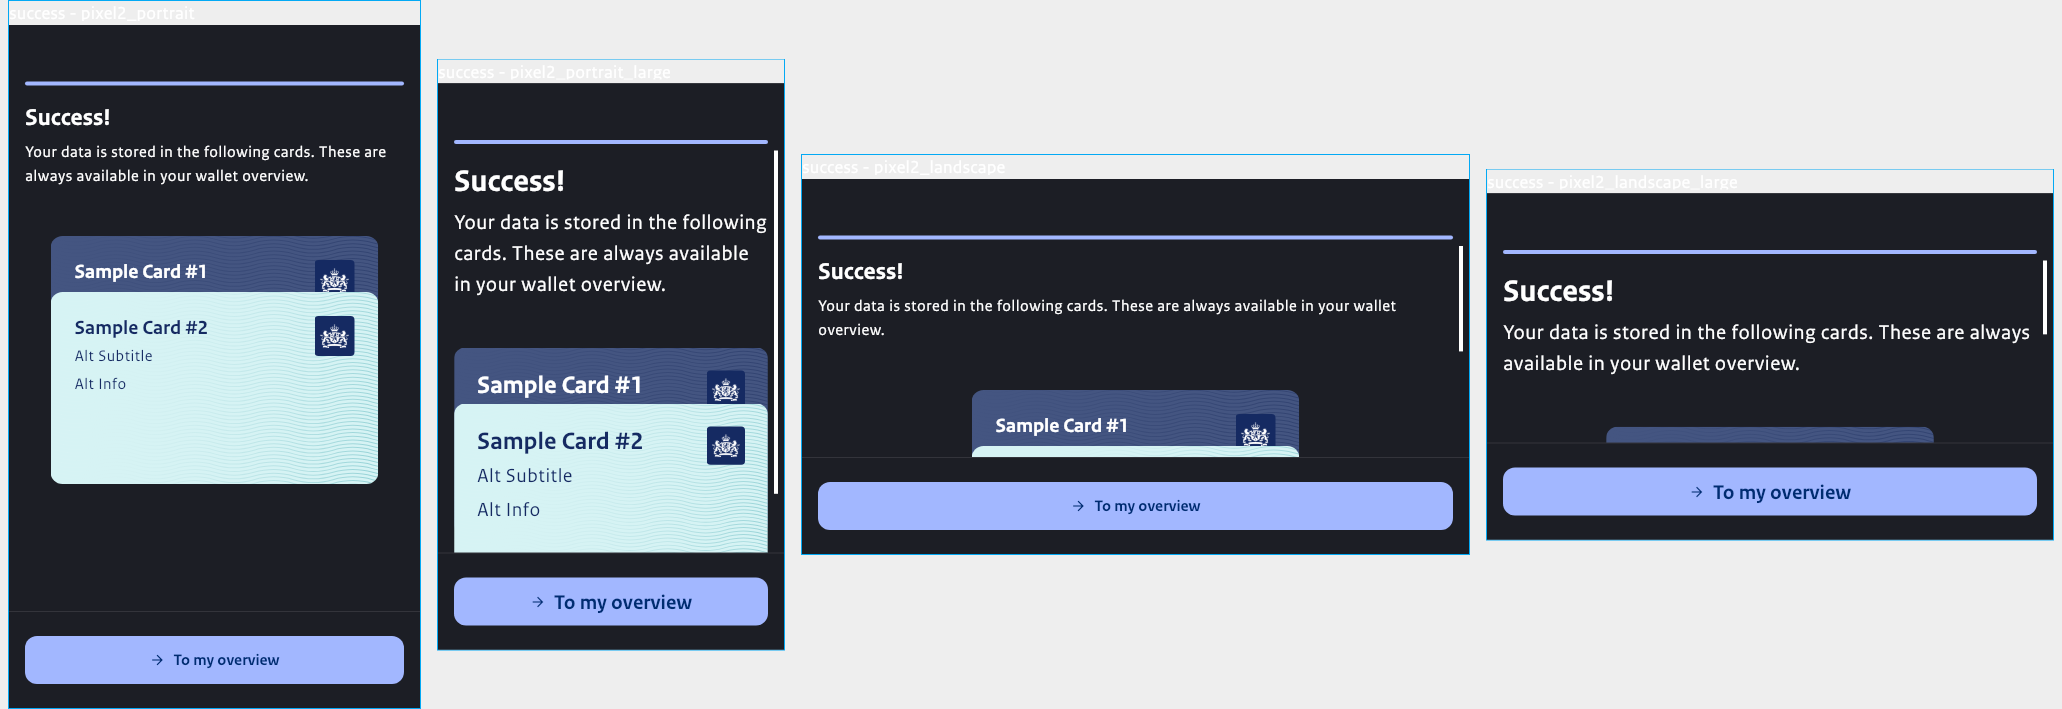 success - pixel2_portrait
Success!
Your data is stored in the following cards. These are
always available in your wallet overview.
Sample Card #1
Sample Card #2
Alt Subtitle
Alt Info
To my overview
success - pixel2_portrait_large
Success!
Your data is stored in the following
cards. These are always available
in your wallet overview.
Sample Card #1
Sample Card #2
Alt Subtitle
Alt Info
To my overview
success - pixel2_landscape
Success!
Your data is stored in the following cards. These are always available in your wallet
overview.
Sample Card #1
To my overview
success - pixel2_landscape_large
Success!
Your data is stored in the following cards. These are always
available in your wallet overview.
To my overview